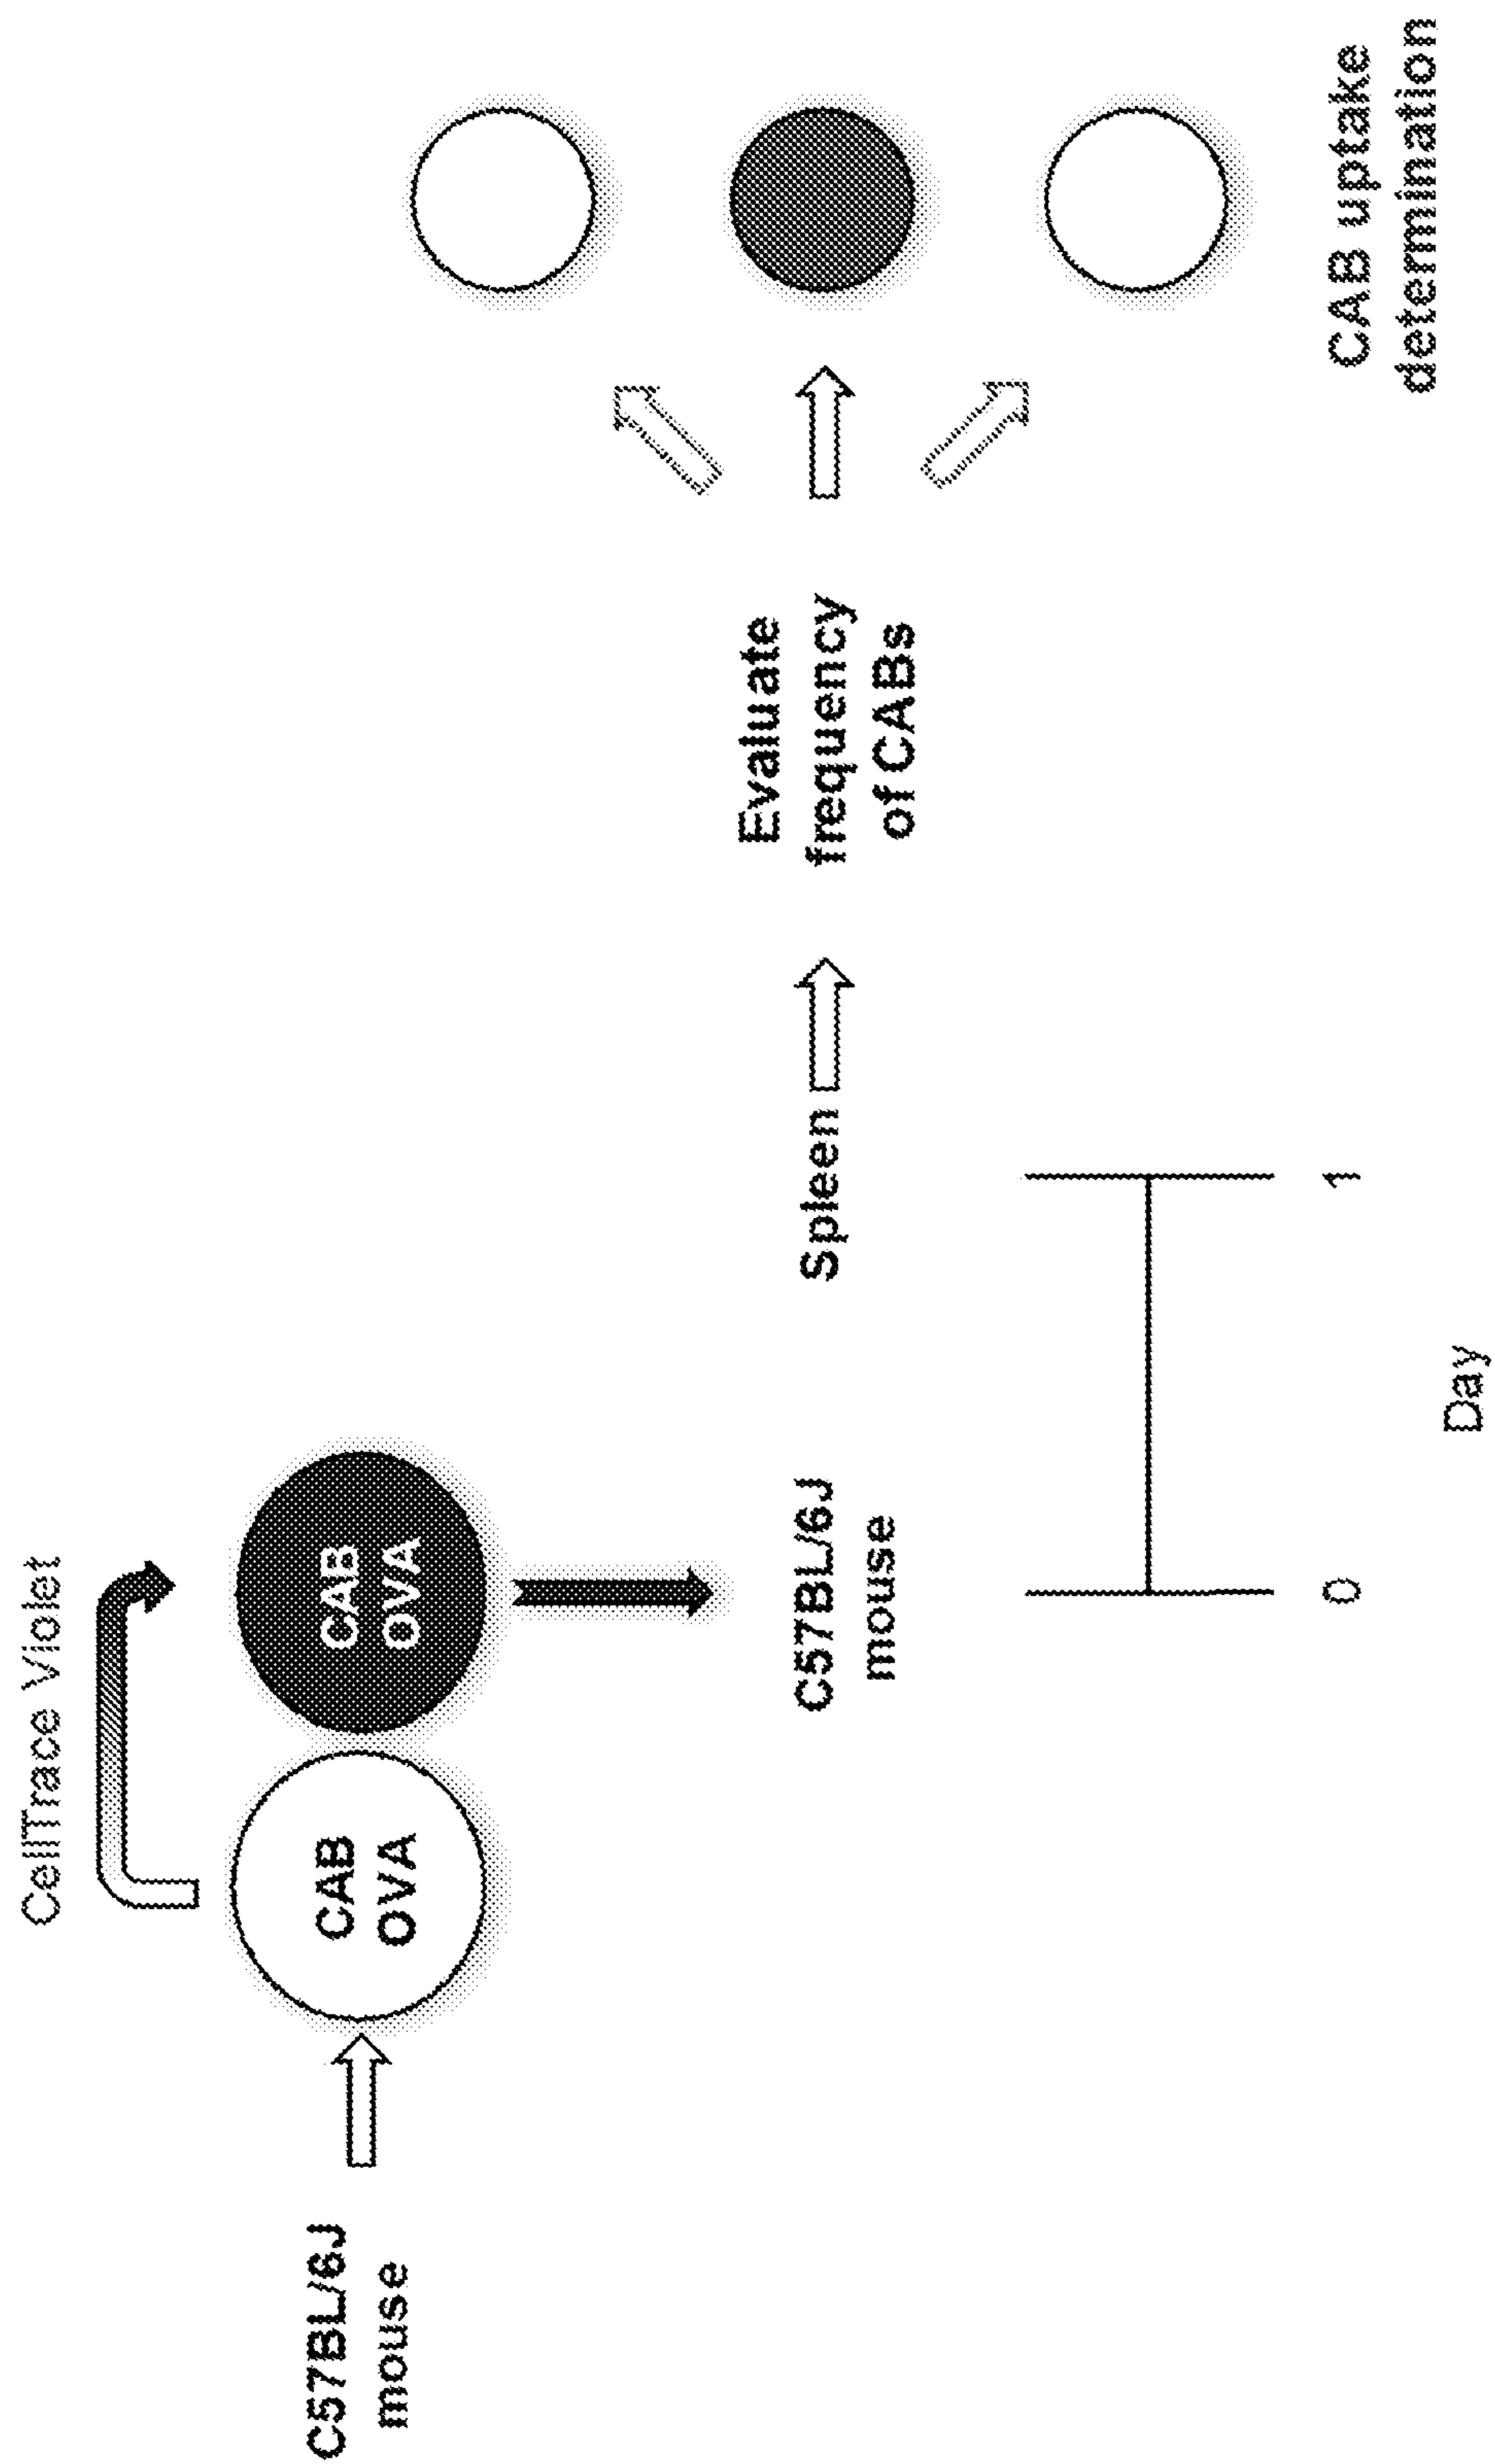 CellTrace Violet
C57BL/6J
mouse
CAB
OVA
CAB
OVA
C57BL/6J
mouse
Spleen
Evaluate
frequency
of CABs
0
1
Day
CAB uptake
determination